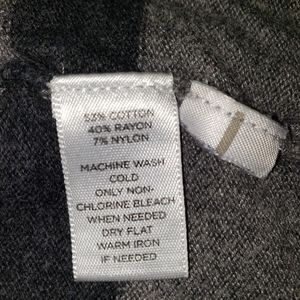 53% COTTON
40% RAYON
7% NYLON
MACHINE WASH
COLD
ONLY NON-
CHLORINE BLEACH
WHEN NEEDED
DRY FLAT
WARM IRON
IF NEEDED